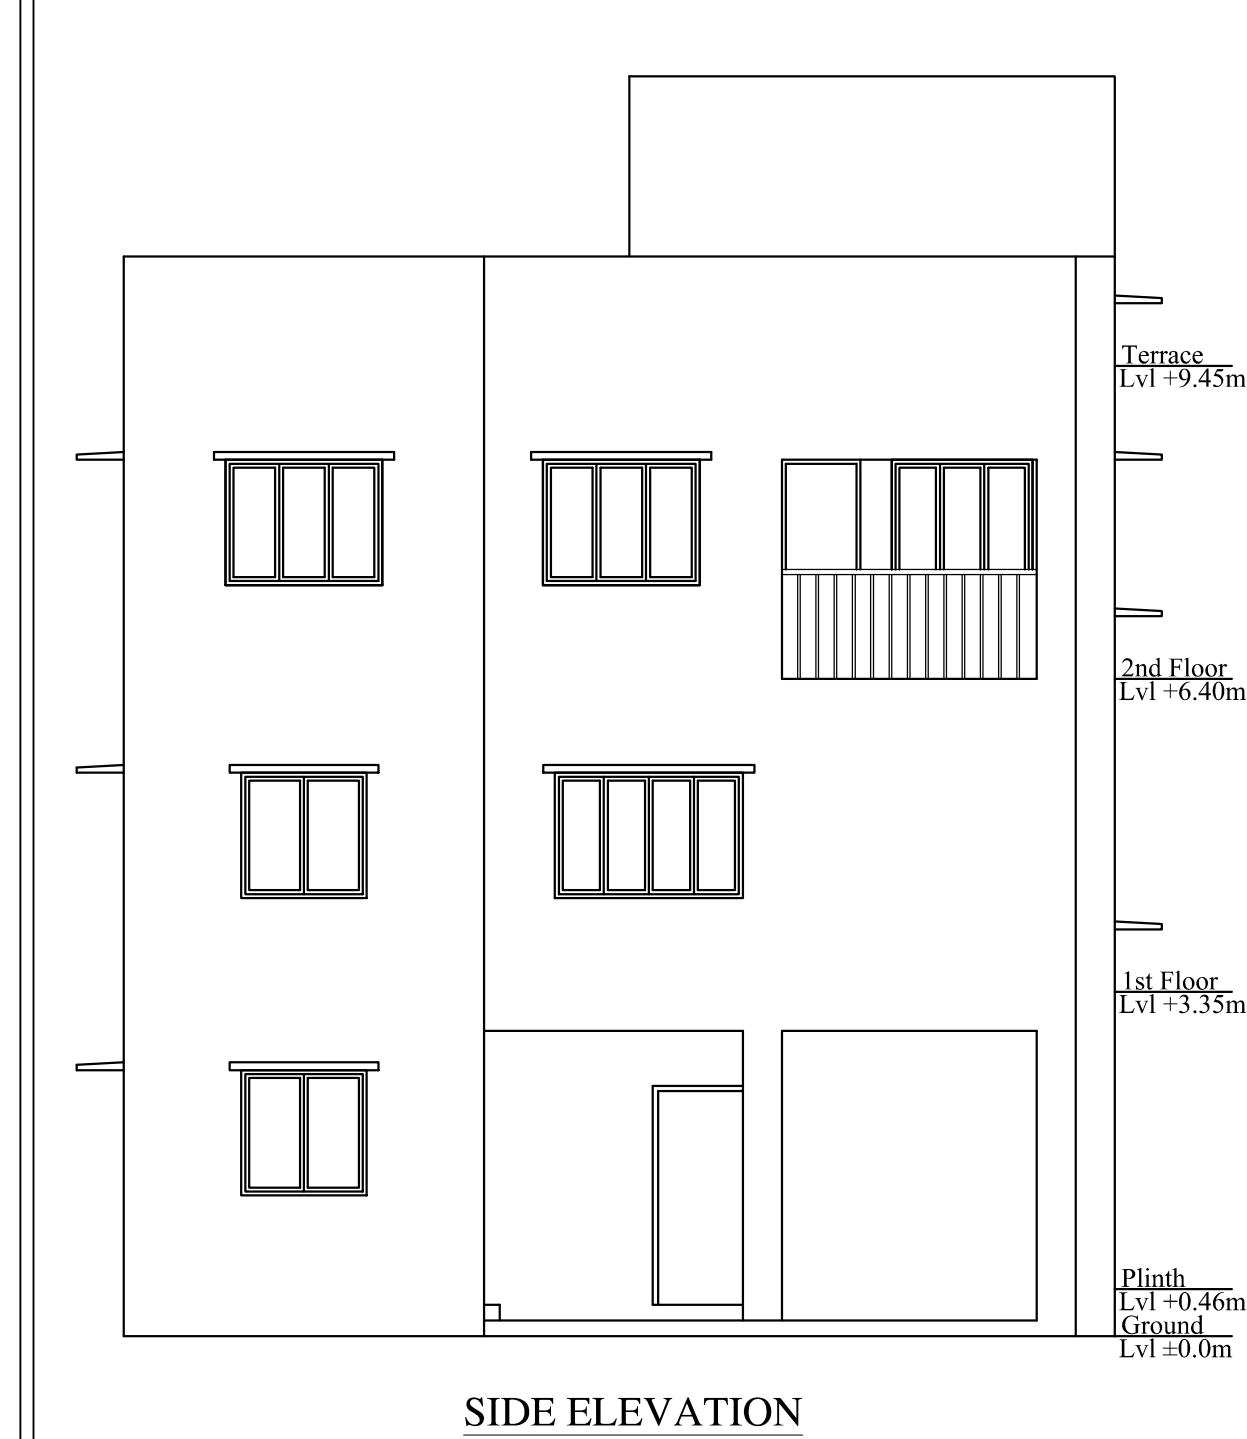 Terrace
Lvl +9.45m
2nd Floor
Lvl +6.40m
1st Floor
Lvl +3.35m
Plinth
Lvl +0.46m
Ground
Lvl ±0.0m
SIDE ELEVATION